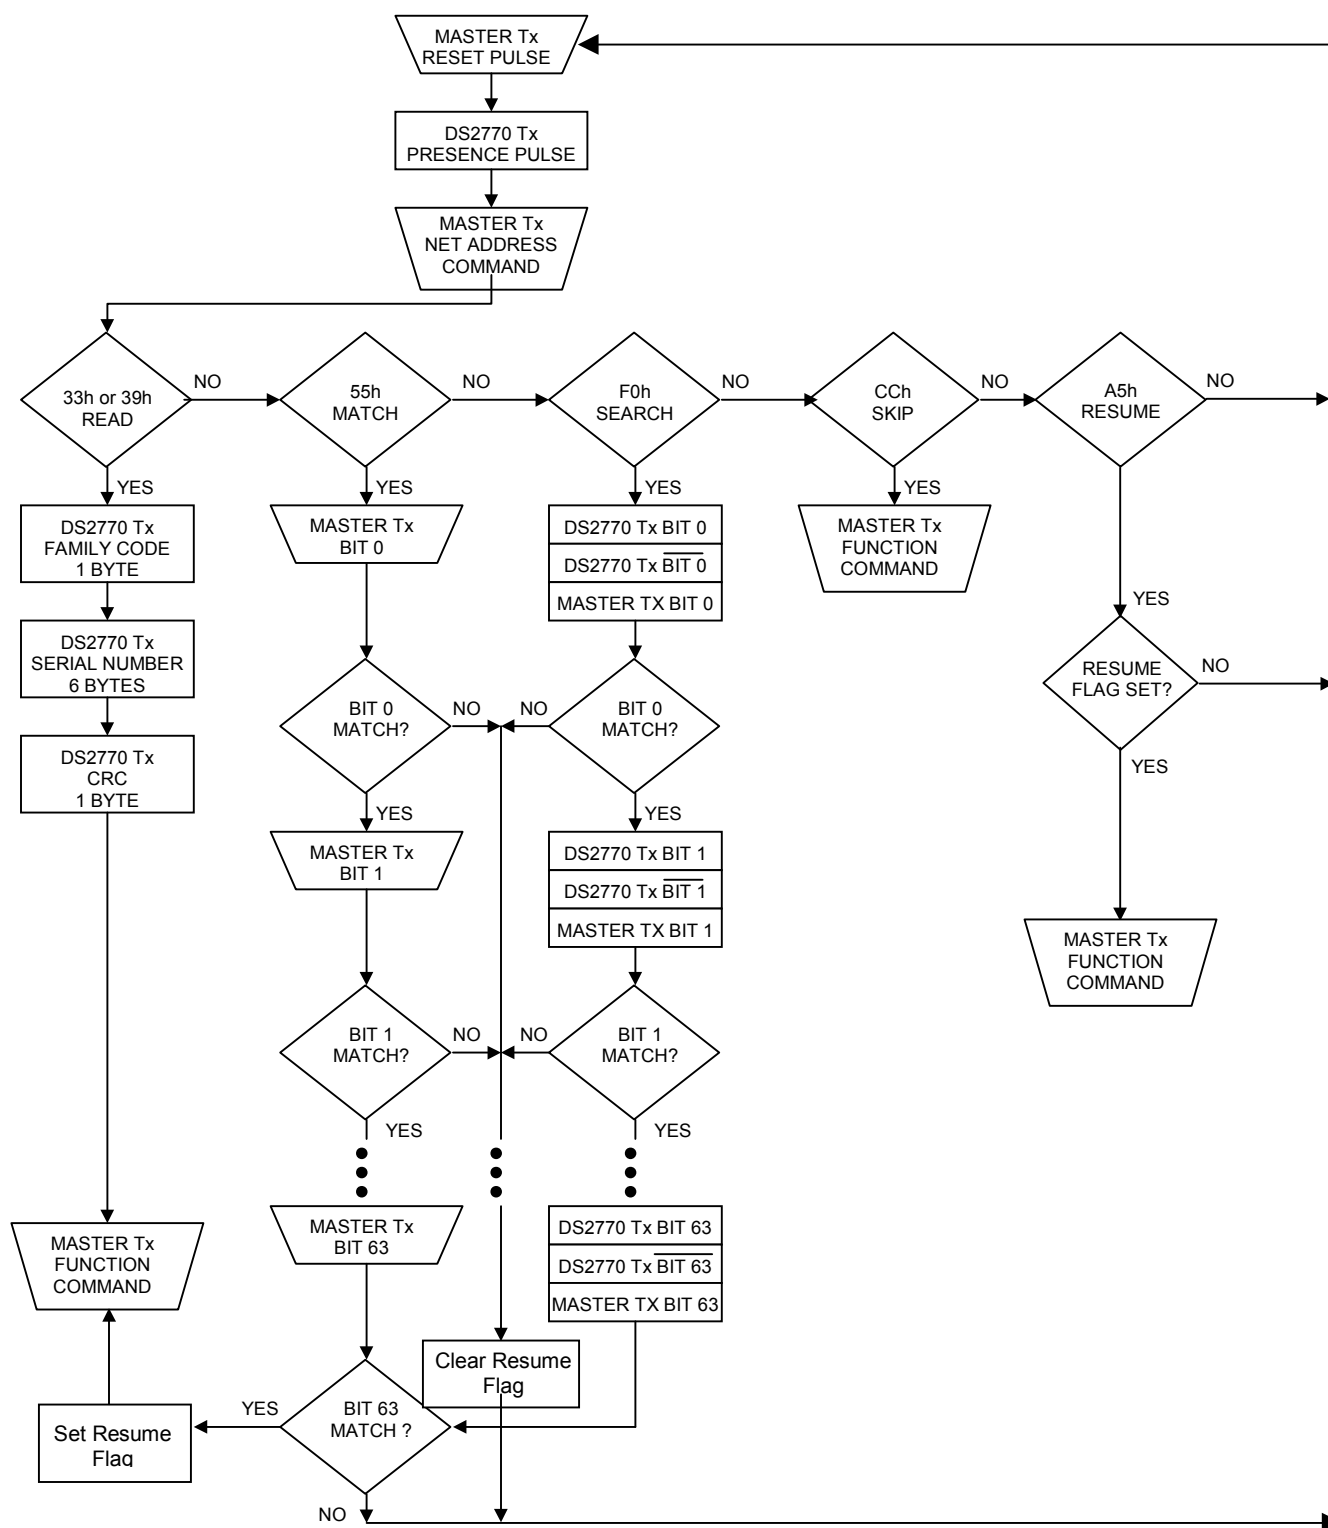 MASTER Tx
RESET PULSE
DS2770 Tx
PRESENCE PULSE
MASTER Tx
NET ADDRESS
COMMAND
33h or 39h
READ
NO
55h
MATCH
NO
F0h
SEARCH
NO
CCh
SKIP
NO
A5h
RESUME
NO
YES
YES
YES
YES
YES
DS2770 Tx
FAMILY CODE
1 BYTE
DS2770 Tx
SERIAL NUMBER
6 BYTES
DS2770 Tx
CRC
1 BYTE
MASTER Tx
BIT 0
BIT 0
MATCH?
NO
YES
MASTER Tx
BIT 1
BIT 1
MATCH?
NO
YES
MASTER Tx
BIT 63
DS2770 Tx BIT 0
DS2770 Tx B̅I̅T̅ ̅0̅
MASTER TX BIT 0
NO
BIT 0
MATCH?
YES
DS2770 Tx BIT 1
DS2770 Tx B̅I̅T̅ ̅1̅
MASTER TX BIT 1
NO
BIT 1
MATCH?
YES
DS2770 Tx BIT 63
DS2770 Tx B̅I̅T̅ ̅6̅3̅
MASTER TX BIT 63
MASTER Tx
FUNCTION
COMMAND
RESUME
FLAG SET?
NO
YES
MASTER Tx
FUNCTION
COMMAND
MASTER Tx
FUNCTION
COMMAND
Clear Resume
Flag
Set Resume
Flag
YES
BIT 63
MATCH ?
NO